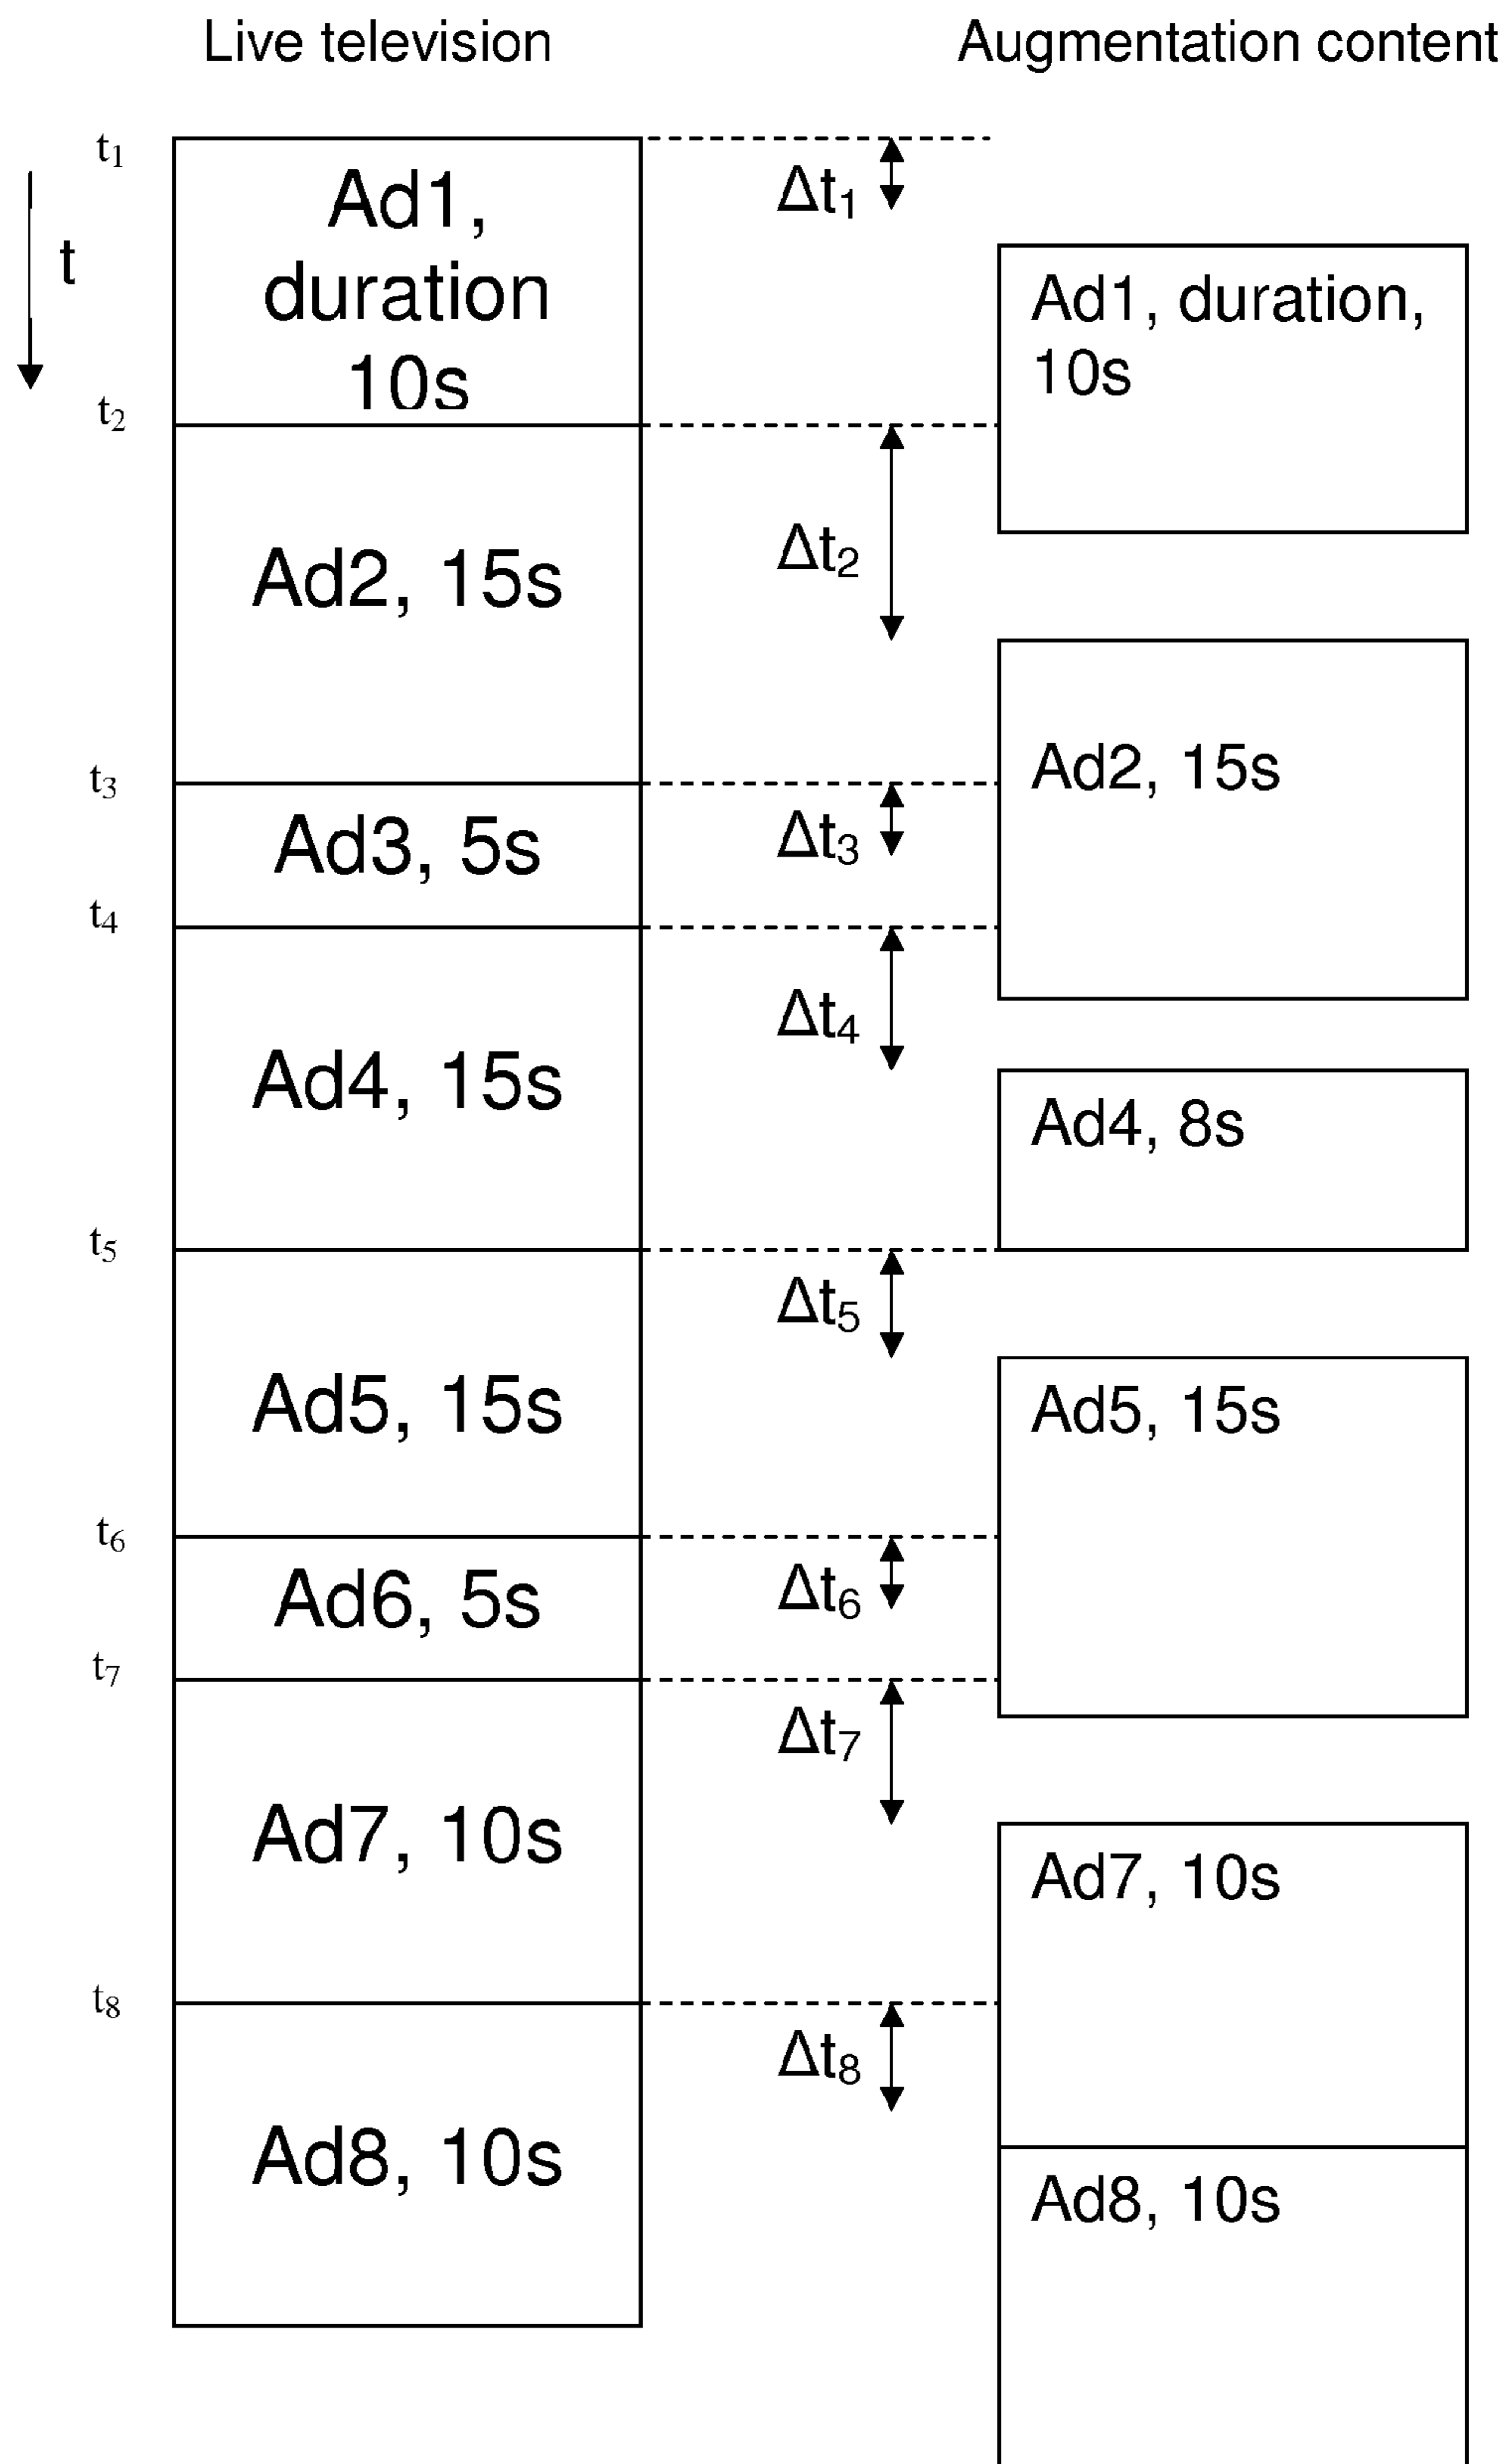 Live television
Augmentation content
t1
t
Ad1,
duration
10s
Δt1
Ad1, duration,
10s
t2
Ad2, 15s
Δt2
Ad2, 15s
t3
Ad3, 5s
Δt3
t4
Ad4, 15s
Δt4
Ad4, 8s
t5
Ad5, 15s
Δt5
Ad5, 15s
t6
Ad6, 5s
Δt6
t7
Ad7, 10s
Δt7
Ad7, 10s
t8
Ad8, 10s
Δt8
Ad8, 10s